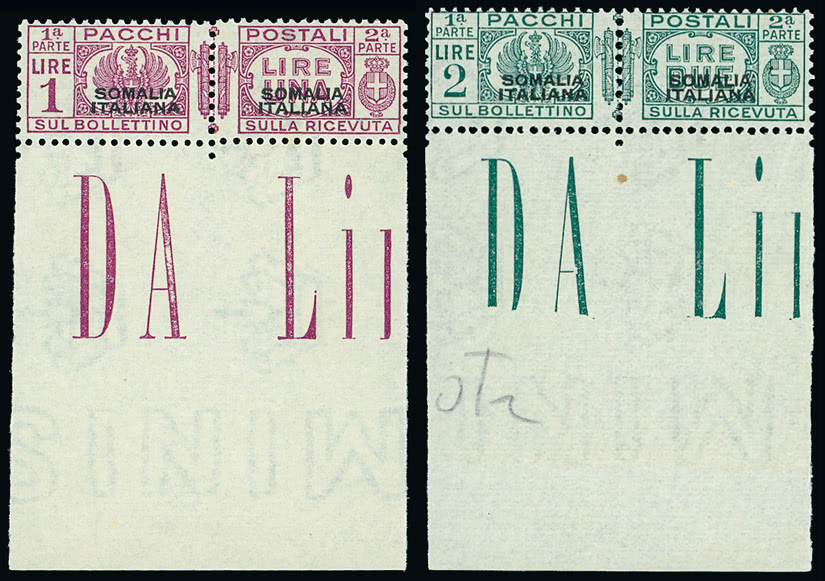 1ª PARTE PACCHI POSTALI 2ª PARTE
LIRE 1 LIRE UNA
SOMALIA ITALIANA SOMALIA ITALIANA
SUL BOLLETTINO SULLA RICEVUTA
DA Li
1ª PARTE PACCHI POSTALI 2ª PARTE
LIRE 2 LIRE DUE
SOMALIA ITALIANA SOMALIA ITALIANA
SUL BOLLETTINO SULLA RICEVUTA
DA Li